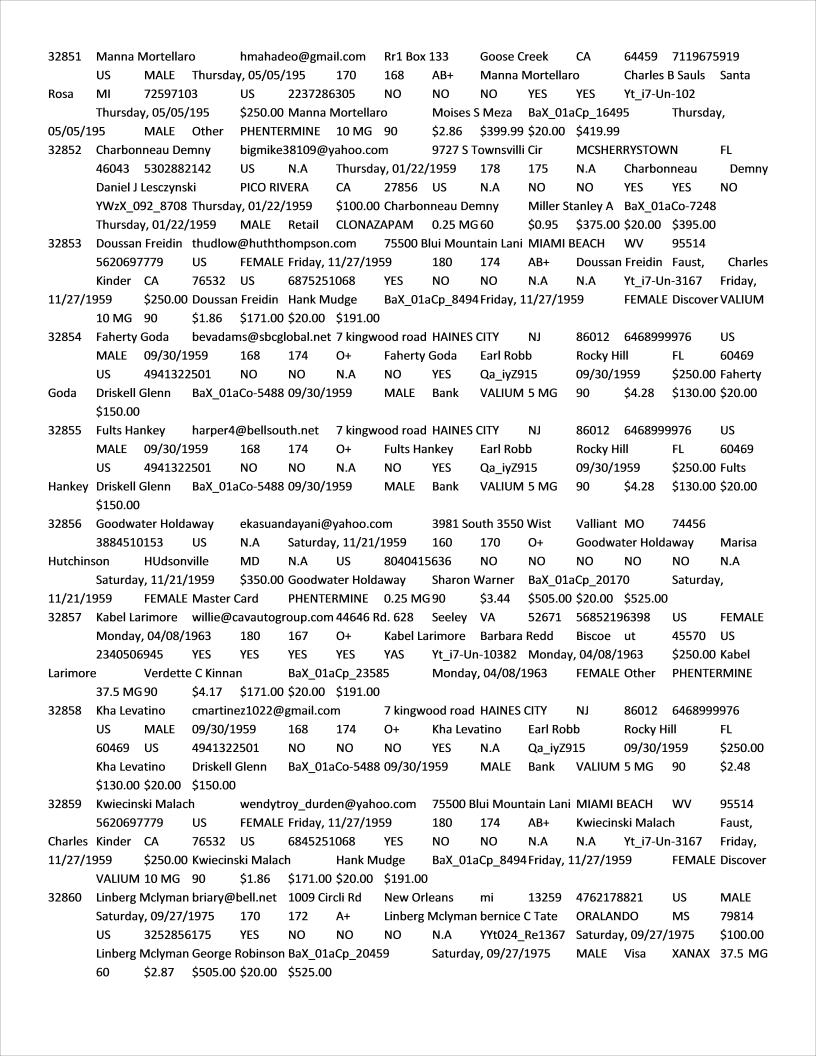 32851 Manna Mortellaro hmahadeo@gmail.com Rr1 Box 133 Goose Creek CA 64459 7119675919
US MALE Thursday, 05/05/195 170 168 AB+ Manna Mortellaro Charles B Sauls Santa
Rosa MI 72597103 US 2237286305 NO NO NO YES YES Yt_i7-Un-102
Thursday, 05/05/195 $250.00 Manna Mortellaro Moises S Meza BaX_01aCp_16495 Thursday,
05/05/195 MALE Other PHENTERMINE 10 MG 90 $2.86 $399.99 $20.00 $419.99
32852 Charbonneau Demny bigmike38109@yahoo.com 9727 S Townsvilli Cir MCSHERRYSTOWN FL
46043 5302882142 US N.A Thursday, 01/22/1959 178 175 N.A Charbonneau Demny
Daniel J Lesczynski PICO RIVERA CA 27856 US N.A NO NO YES YES NO
YWzX_092_8708 Thursday, 01/22/1959 $100.00 Charbonneau Demny Miller Stanley A BaX_01aCo-7248
Thursday, 01/22/1959 MALE Retail CLONAZAPAM 0.25 MG 60 $0.95 $375.00 $20.00 $395.00
32853 Doussan Freidin thudlow@huththompson.com 75500 Blui Mountain Lani MIAMI BEACH WV 95514
5620697779 US FEMALE Friday, 11/27/1959 180 174 AB+ Doussan Freidin Faust, Charles
Kinder CA 76532 US 6875251068 YES NO NO N.A N.A Yt_i7-Un-3167 Friday,
11/27/1959 $250.00 Doussan Freidin Hank Mudge BaX_01aCp_8494 Friday, 11/27/1959 FEMALE Discover VALIUM
10 MG 90 $1.86 $171.00 $20.00 $191.00
32854 Faherty Goda bevadams@sbcglobal.net 7 kingwood road HAINES CITY NJ 86012 6468999976 US
MALE 09/30/1959 168 174 O+ Faherty Goda Earl Robb Rocky Hill FL 60469
US 4941322501 NO NO N.A NO YES Qa_iyZ915 09/30/1959 $250.00 Faherty
Goda Driskell Glenn BaX_01aCo-5488 09/30/1959 MALE Bank VALIUM 5 MG 90 $4.28 $130.00 $20.00
$150.00
32855 Fults Hankey harper4@bellsouth.net 7 kingwood road HAINES CITY NJ 86012 6468999976 US
MALE 09/30/1959 168 174 O+ Fults Hankey Earl Robb Rocky Hill FL 60469
US 4941322501 NO NO N.A NO YES Qa_iyZ915 09/30/1959 $250.00 Fults
Hankey Driskell Glenn BaX_01aCo-5488 09/30/1959 MALE Bank VALIUM 5 MG 90 $4.28 $130.00 $20.00
$150.00
32856 Goodwater Holdaway ekasuandayani@yahoo.com 3981 South 3550 Wist Valliant MO 74456
3884510153 US N.A Saturday, 11/21/1959 160 170 O+ Goodwater Holdaway Marisa
Hutchinson HUdsonville MD N.A US 8040415636 NO NO NO NO NO N.A
Saturday, 11/21/1959 $350.00 Goodwater Holdaway Sharon Warner BaX_01aCp_20170 Saturday,
11/21/1959 FEMALE Master Card PHENTERMINE 0.25 MG 90 $3.44 $505.00 $20.00 $525.00
32857 Kabel Larimore willie@cavautogroup.com 44646 Rd. 628 Seeley VA 52671 56852196398 US FEMALE
Monday, 04/08/1963 180 167 O+ Kabel Larimore Barbara Redd Biscoe ut 45570 US
2340506945 YES YES YES YAS Yt_i7-Un-10382 Monday, 04/08/1963 $250.00 Kabel
Larimore Verdette C Kinnan BaX_01aCp_23585 Monday, 04/08/1963 FEMALE Other PHENTERMINE
37.5 MG 90 $4.17 $171.00 $20.00 $191.00
32858 Kha Levatino cmartinez1022@gmail.com 7 kingwood road HAINES CITY NJ 86012 6468999976
US MALE 09/30/1959 168 174 O+ Kha Levatino Earl Robb Rocky Hill FL
60469 US 4941322501 NO NO NO YES N.A Qa_iyZ915 09/30/1959 $250.00
Kha Levatino Driskell Glenn BaX_01aCo-5488 09/30/1959 MALE Bank VALIUM 5 MG 90 $2.48
$130.00 $20.00 $150.00
32859 Kwiecinski Malach wendytroy_durden@yahoo.com 75500 Blui Mountain Lani MIAMI BEACH WV 95514
5620697779 US FEMALE Friday, 11/27/1959 180 174 AB+ Kwiecinski Malach Faust,
Charles Kinder CA 76532 US 6845251068 YES NO NO N.A N.A Yt_i7-Un-3167 Friday,
11/27/1959 $250.00 Kwiecinski Malach Hank Mudge BaX_01aCp_8494 Friday, 11/27/1959 FEMALE Discover
VALIUM 10 MG 90 $1.86 $171.00 $20.00 $191.00
32860 Linberg Mclyman briary@bell.net 1009 Circli Rd New Orleans mi 13259 4762178821 US MALE
Saturday, 09/27/1975 170 172 A+ Linberg Mclyman bernice C Tate ORALANDO MS 79814
US 3252856175 YES NO NO NO N.A YYt024_Re1367 Saturday, 09/27/1975 $100.00
Linberg Mclyman George Robinson BaX_01aCp_20459 Saturday, 09/27/1975 MALE Visa XANAX 37.5 MG
60 $2.87 $505.00 $20.00 $525.00